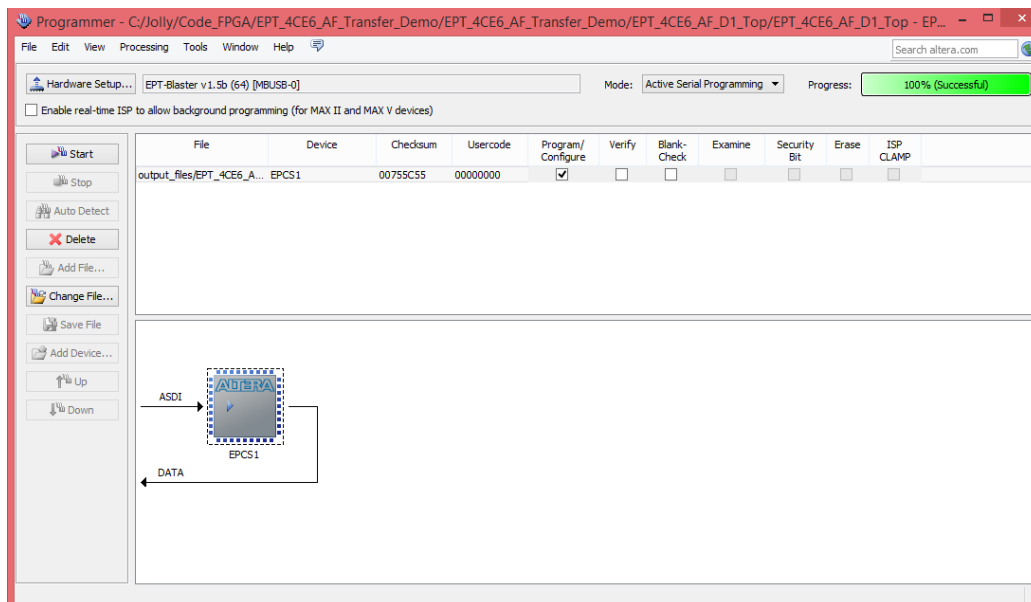 Programmer - C:/Jolly/Code_FPGA/EPT_4CE6_AF_Transfer_Demo/EPT_4CE6_AF_Transfer_Demo/EPT_4CE6_AF_D1_Top/EPT_4CE6_AF_D1_Top - EP...
File Edit View Processing Tools Window Help
Search altera.com
Hardware Setup... EPT-Blaster v1.5b (64) [MBUSB-0] Mode: Active Serial Programming Progress: 100% (Successful)
Enable real-time ISP to allow background programming (for MAX II and MAX V devices)
Start
Stop
Auto Detect
Delete
Add File...
Change File...
Save File
Add Device...
Up
Down
File Device Checksum Usercode Program/ Verify Blank- Examine Security Erase ISP
Configure Check Bit CLAMP
output_files/EPT_4CE6_A... EPCS1 00755C55 00000000
ALTERA
ASDI
EPCS1
DATA